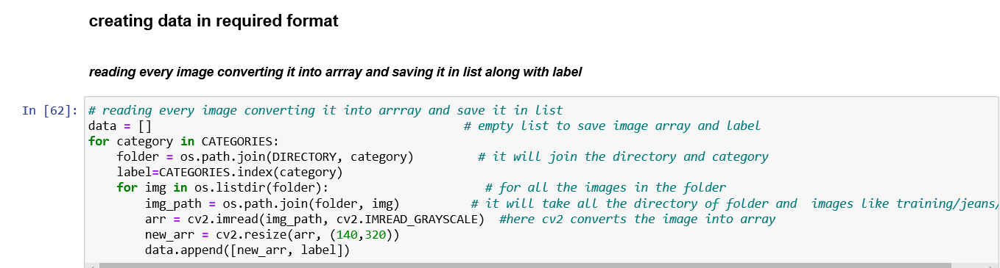 creating data in required format
reading every image converting it into arrray and saving it in list along with label
In [62]: # reading every image converting it into arrray and save it in list
data = []                                            # empty list to save image array and label
for category in CATEGORIES:
    folder = os.path.join(DIRECTORY, category)         # it will join the directory and category
    label=CATEGORIES.index(category)
    for img in os.listdir(folder):                      # for all the images in the folder
        img_path = os.path.join(folder, img)          # it will take all the directory of folder and  images like training/jeans/
        arr = cv2.imread(img_path, cv2.IMREAD_GRAYSCALE)  #here cv2 converts the image into array
        new_arr = cv2.resize(arr, (140,320))
        data.append([new_arr, label])